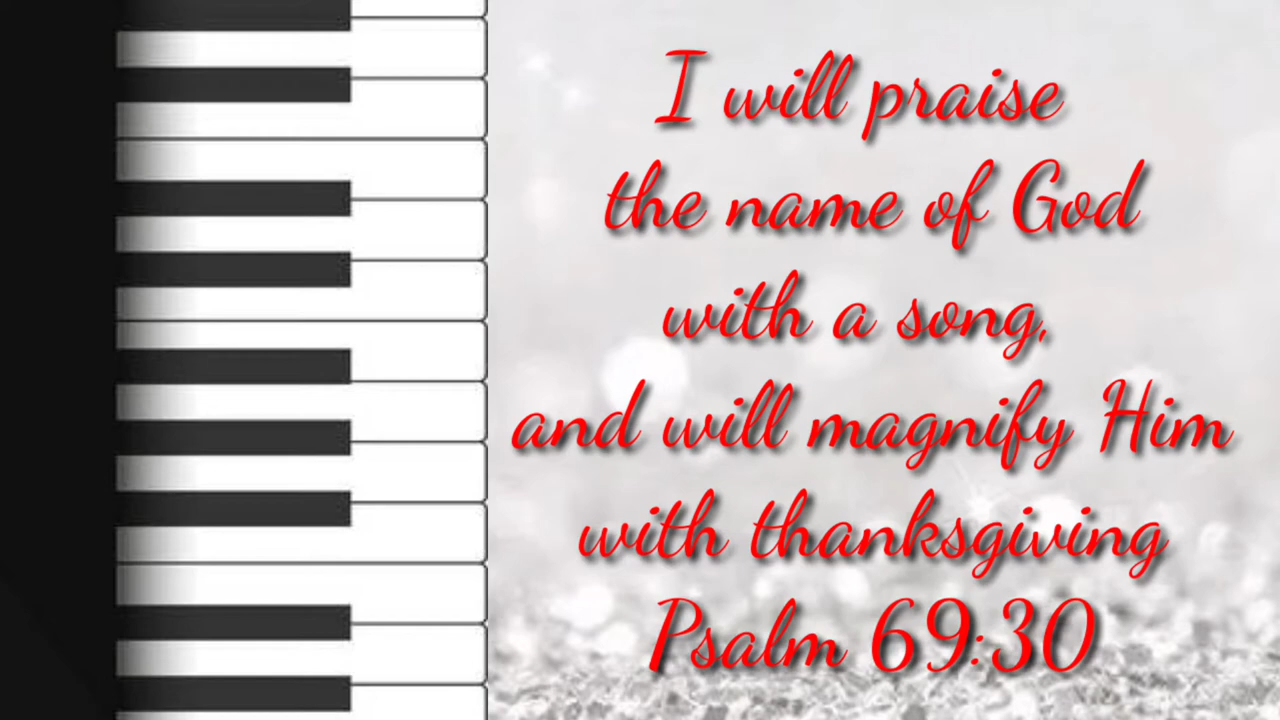 I will praise
the name of God
with a song,
and will magnify Him
with thanksgiving
Psalm 69:30